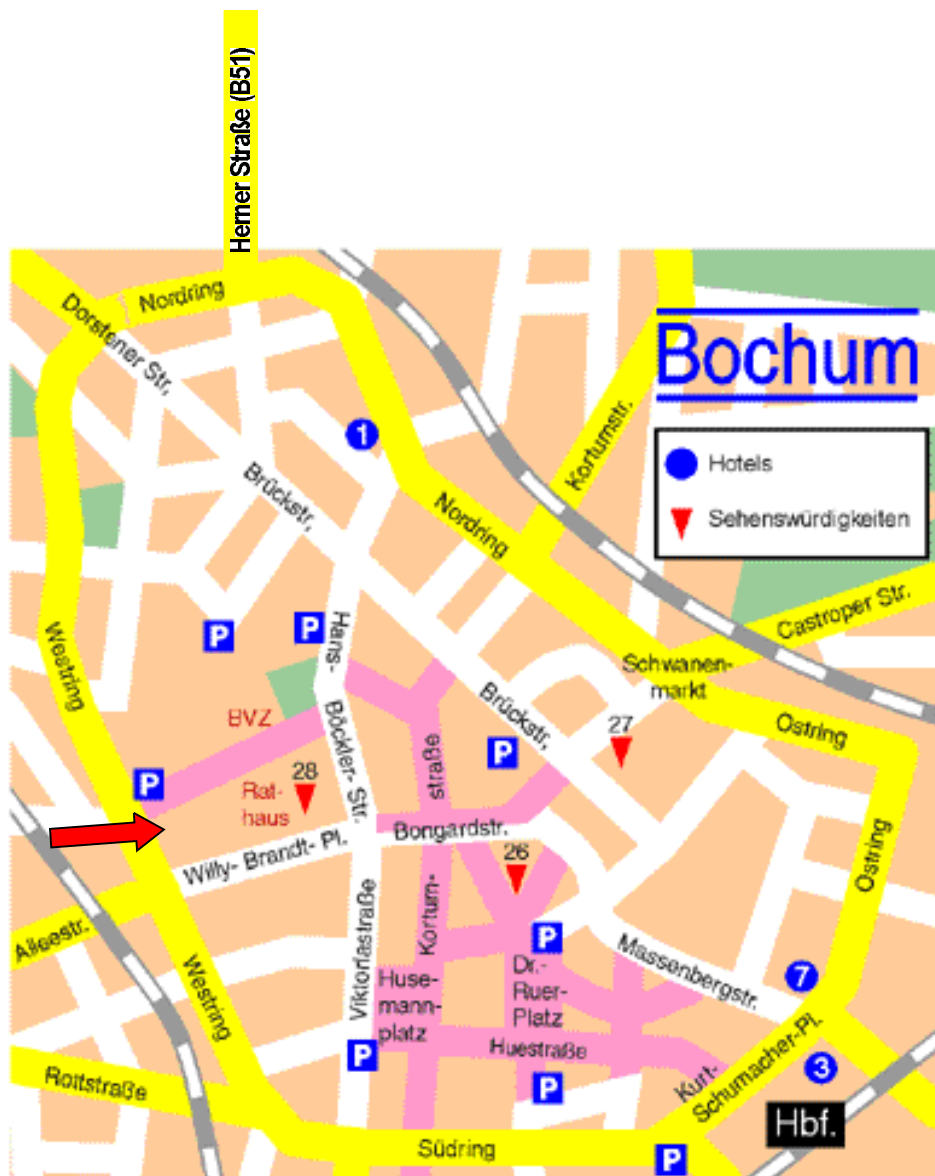 Herner Straße (B51)
Nordring
Dorstener Str,
Bochum
Kortumstr.
1
Hotels
Sehenswürdigkeiten
Brückstr,
Nordring
Castroper Str.
P
P
Hans-
Böckler- Str.
Westring
Schwanen-
markt
Brückstr,
Ostring
BVZ
27
P
straße
P
28
Rat-
haus
Bongardstr.
Willy- Brandt- Pl.
26
Ostring
Alleestr.
Kortum-
P
Massenbergstr.
7
Viktoriastraße
Huse-
mann-
platz
Dr.-
Ruer-
Platz
Westring
P
Huestraße
Kurt-
Schumacher-Pl.
3
Rottstraße
P
Hbf.
Südring
P